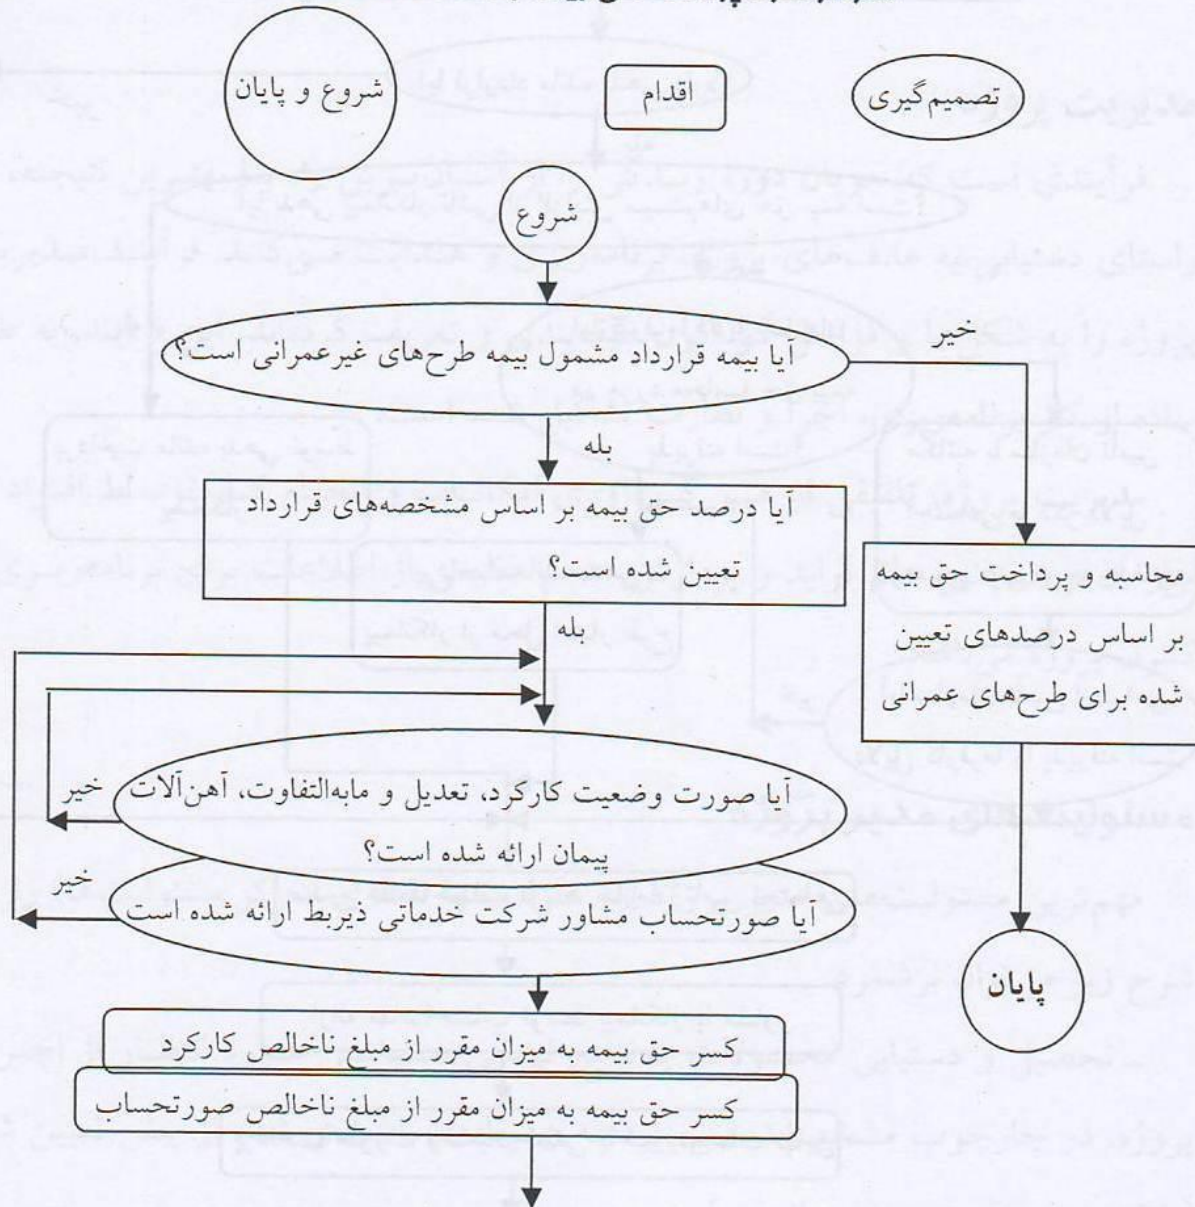 شروع و پایان
اقدام
تصمیم‌گیری
شروع
آیا بیمه قرارداد مشمول بیمه طرح‌های غیرعمرانی است؟
خیر
بله
آیا درصد حق بیمه بر اساس مشخصه‌های قرارداد
تعیین شده است؟
محاسبه و پرداخت حق بیمه
بر اساس درصدهای تعیین
شده برای طرح‌های عمرانی
بله
آیا صورت وضعیت کارکرد، تعدیل و مابه‌التفاوت، آهن‌آلات
پیمان ارائه شده است؟
خیر
آیا صورتحساب مشاور شرکت خدماتی ذیربط ارائه شده است
خیر
پایان
کسر حق بیمه به میزان مقرر از مبلغ ناخالص کارکرد
کسر حق بیمه به میزان مقرر از مبلغ ناخالص صورتحساب